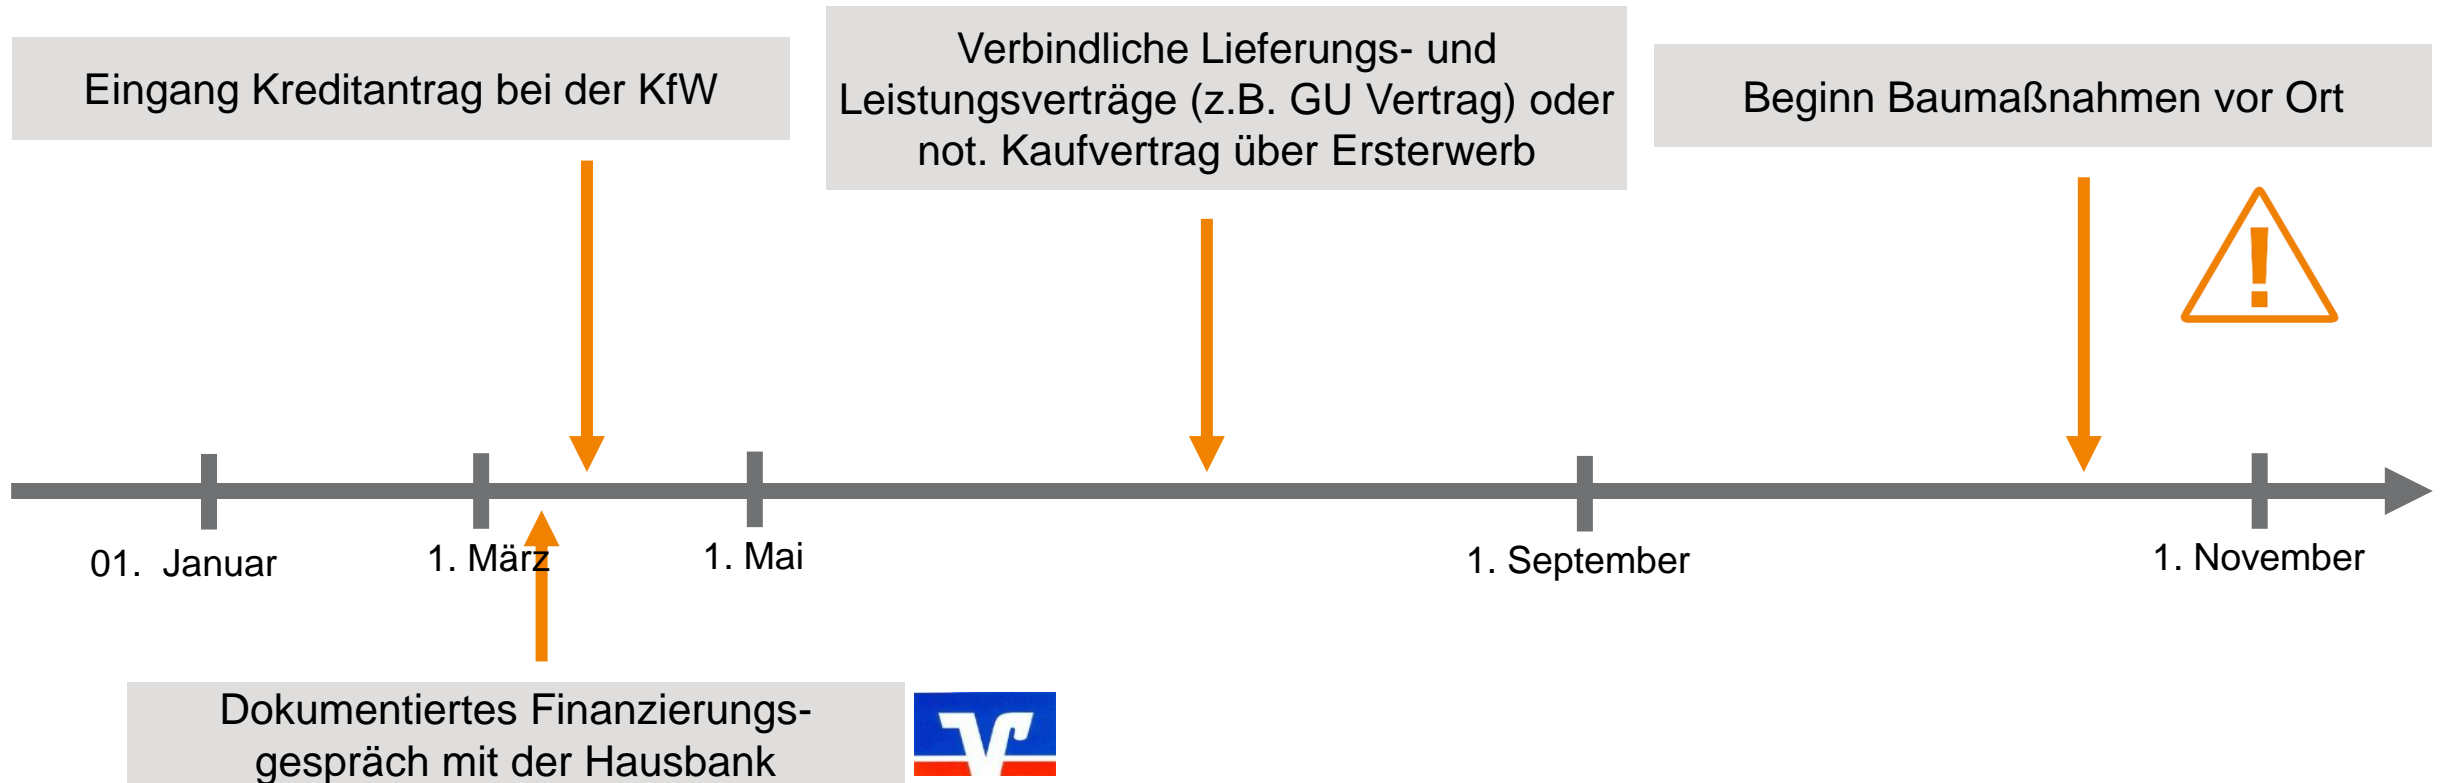 Eingang Kreditantrag bei der KfW
Verbindliche Lieferungs- und
Leistungsverträge (z.B. GU Vertrag) oder
not. Kaufvertrag über Ersterwerb
Beginn Baumaßnahmen vor Ort
!
01. Januar
1. März
1. Mai
1. September
1. November
Dokumentiertes Finanzierungs-
gespräch mit der Hausbank